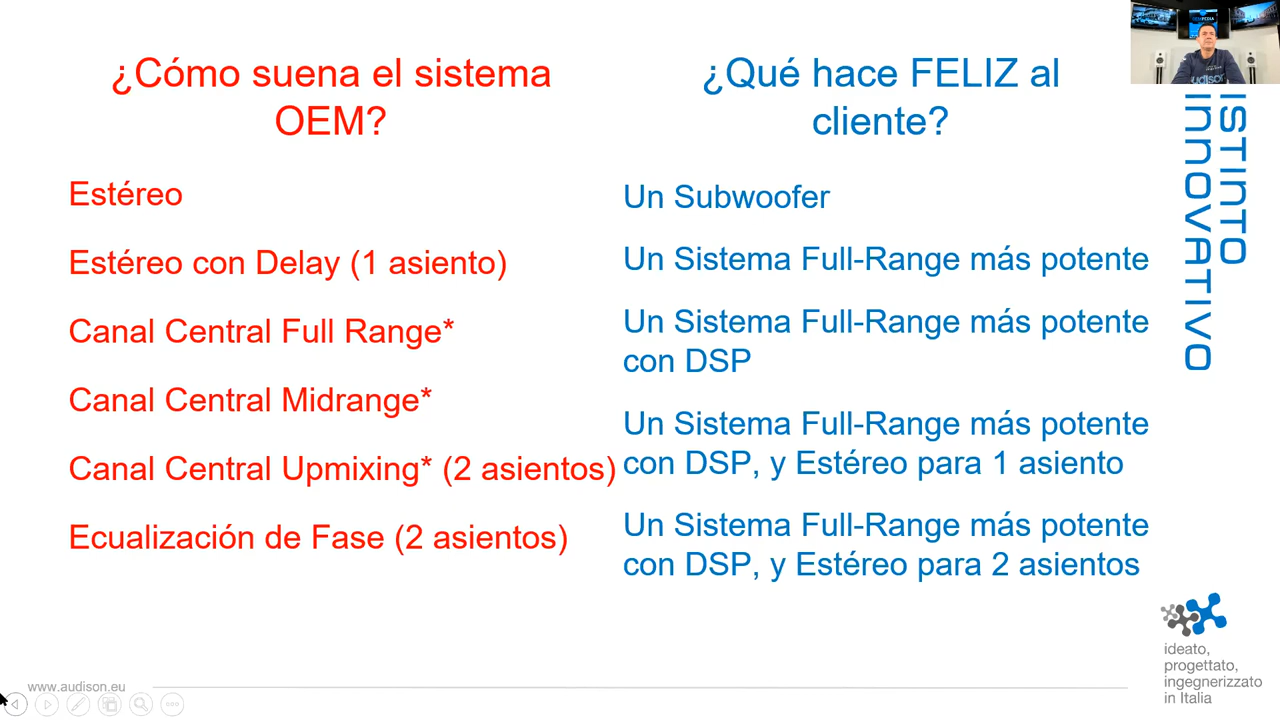 ¿Cómo suena el sistema
OEM?
Estéreo
Estéreo con Delay (1 asiento)
Canal Central Full Range*
Canal Central Midrange*
Canal Central Upmixing* (2 asientos)
Ecualización de Fase (2 asientos)
¿Qué hace FELIZ al
cliente?
Un Subwoofer
Un Sistema Full-Range más potente
Un Sistema Full-Range más potente
con DSP
Un Sistema Full-Range más potente
con DSP, y Estéreo para 1 asiento
Un Sistema Full-Range más potente
con DSP, y Estéreo para 2 asientos
ISTINTO
INNOVATIVO
ideato,
progettato,
ingegnerizzato
in Italia
www.audison.eu